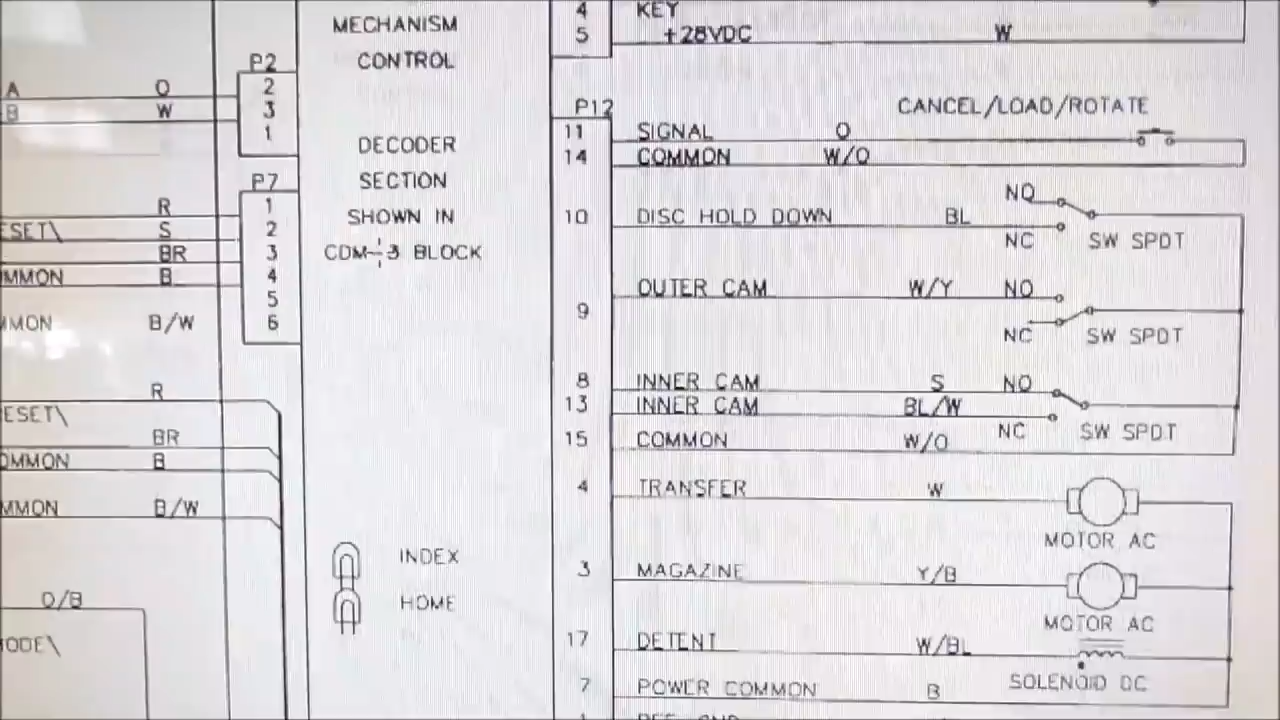 MECHANISM
CONTROL
DECODER
SECTION
SHOWN IN
CDM-3 BLOCK
INDEX
HOME
P2
A O 2
B W 3
1
P7
R 1
ESET\ S 2
BR 3
MMON B 4
5
MMON B/W 6
R
ESET\
BR
OMMON B
MMON B/W
O/B
ODE\
4 KEY
5 +28VDC W
P12
CANCEL/LOAD/ROTATE
11 SIGNAL O
14 COMMON W/O
NO
10 DISC HOLD DOWN BL
NC SW SPDT
OUTER CAM W/Y NO
9
NC SW SPDT
8 INNER CAM S NO
13 INNER CAM BL/W
NC SW SPDT
15 COMMON W/O
4 TRANSFER W
MOTOR AC
3 MAGAZINE Y/B
MOTOR AC
17 DETENT W/BL
SOLENOID DC
7 POWER COMMON B